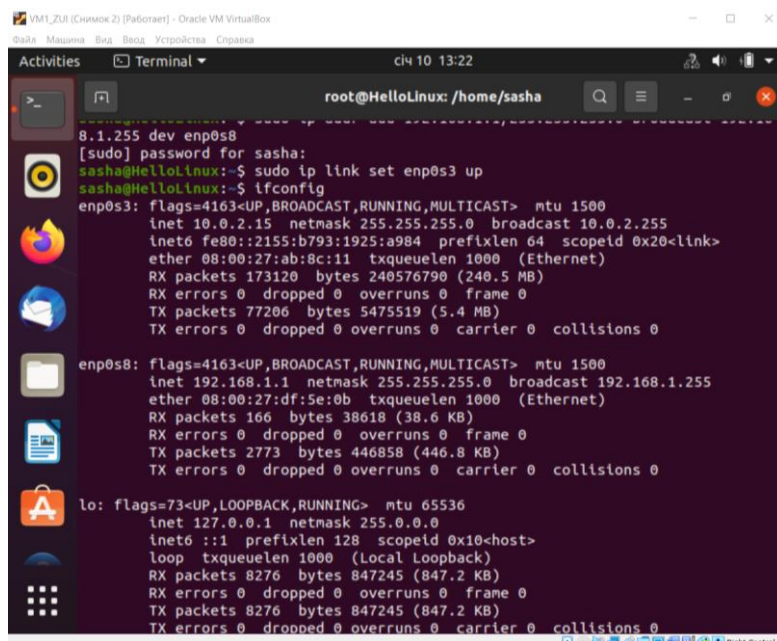 VM1_ZUI (Снимок 2) [Работает] - Oracle VM VirtualBox
Файл Машина Вид Ввод Устройства Справка
Activities Terminal січ 10 13:22
root@HelloLinux: /home/sasha
8.1.255 dev enp0s8
[sudo] password for sasha:
sasha@HelloLinux:~$ sudo ip link set enp0s3 up
sasha@HelloLinux:~$ ifconfig
enp0s3: flags=4163<UP,BROADCAST,RUNNING,MULTICAST> mtu 1500
inet 10.0.2.15 netmask 255.255.255.0 broadcast 10.0.2.255
inet6 fe80::2155:b793:1925:a984 prefixlen 64 scopeid 0x20<link>
ether 08:00:27:ab:8c:11 txqueuelen 1000 (Ethernet)
RX packets 173120 bytes 240576790 (240.5 MB)
RX errors 0 dropped 0 overruns 0 frame 0
TX packets 77206 bytes 5475519 (5.4 MB)
TX errors 0 dropped 0 overruns 0 carrier 0 collisions 0
enp0s8: flags=4163<UP,BROADCAST,RUNNING,MULTICAST> mtu 1500
inet 192.168.1.1 netmask 255.255.255.0 broadcast 192.168.1.255
ether 08:00:27:df:5e:0b txqueuelen 1000 (Ethernet)
RX packets 166 bytes 38618 (38.6 KB)
RX errors 0 dropped 0 overruns 0 frame 0
TX packets 2773 bytes 446858 (446.8 KB)
TX errors 0 dropped 0 overruns 0 carrier 0 collisions 0
lo: flags=73<UP,LOOPBACK,RUNNING> mtu 65536
inet 127.0.0.1 netmask 255.0.0.0
inet6 ::1 prefixlen 128 scopeid 0x10<host>
loop txqueuelen 1000 (Local Loopback)
RX packets 8276 bytes 847245 (847.2 KB)
RX errors 0 dropped 0 overruns 0 frame 0
TX packets 8276 bytes 847245 (847.2 KB)
TX errors 0 dropped 0 overruns 0 carrier 0 collisions 0